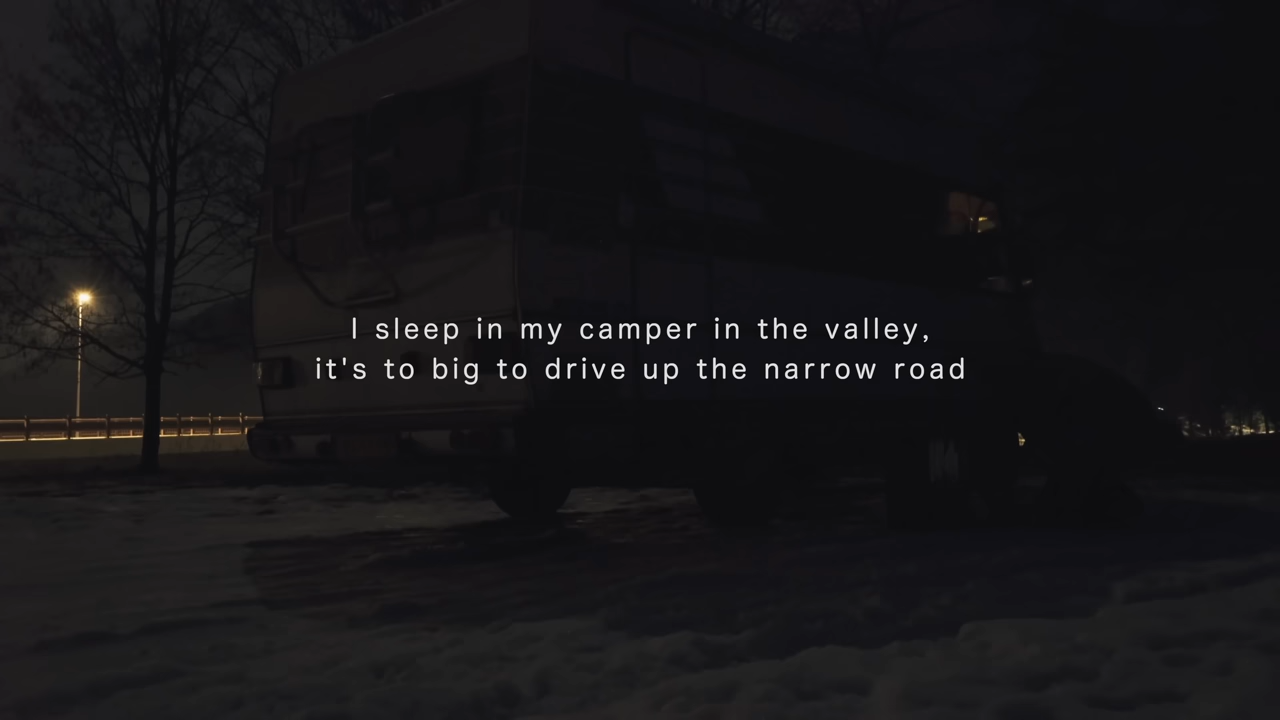 I sleep in my camper in the valley,
it's to big to drive up the narrow road